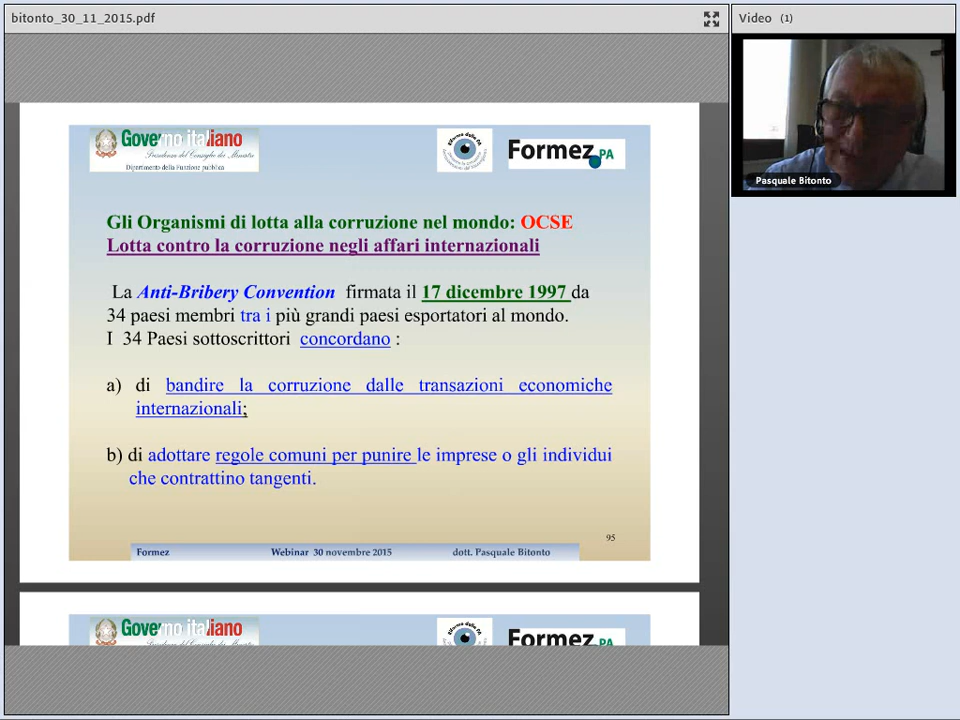 bitonto_30_11_2015.pdf
Video (1)
Pasquale Bitonto
Governo italiano
Presidenza del Consiglio dei Ministri
Dipartimento della Funzione pubblica
Formez PA
Gli Organismi di lotta alla corruzione nel mondo: OCSE
Lotta contro la corruzione negli affari internazionali
La Anti-Bribery Convention firmata il 17 dicembre 1997 da
34 paesi membri tra i più grandi paesi esportatori al mondo.
I 34 Paesi sottoscrittori concordano :
a) di bandire la corruzione dalle transazioni economiche
internazionali;
b) di adottare regole comuni per punire le imprese o gli individui
che contrattino tangenti.
95
Formez Webinar 30 novembre 2015 dott. Pasquale Bitonto
Governo italiano
Formez PA